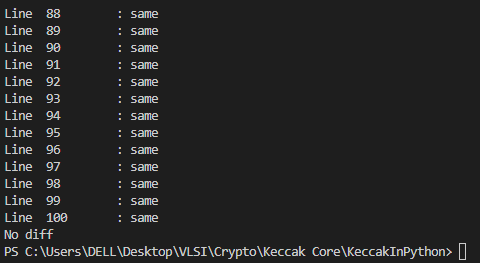 Line 88 : same
Line 89 : same
Line 90 : same
Line 91 : same
Line 92 : same
Line 93 : same
Line 94 : same
Line 95 : same
Line 96 : same
Line 97 : same
Line 98 : same
Line 99 : same
Line 100 : same
No diff
PS C:\Users\DELL\Desktop\VLSI\Crypto\Keccak Core\KeccakInPython>